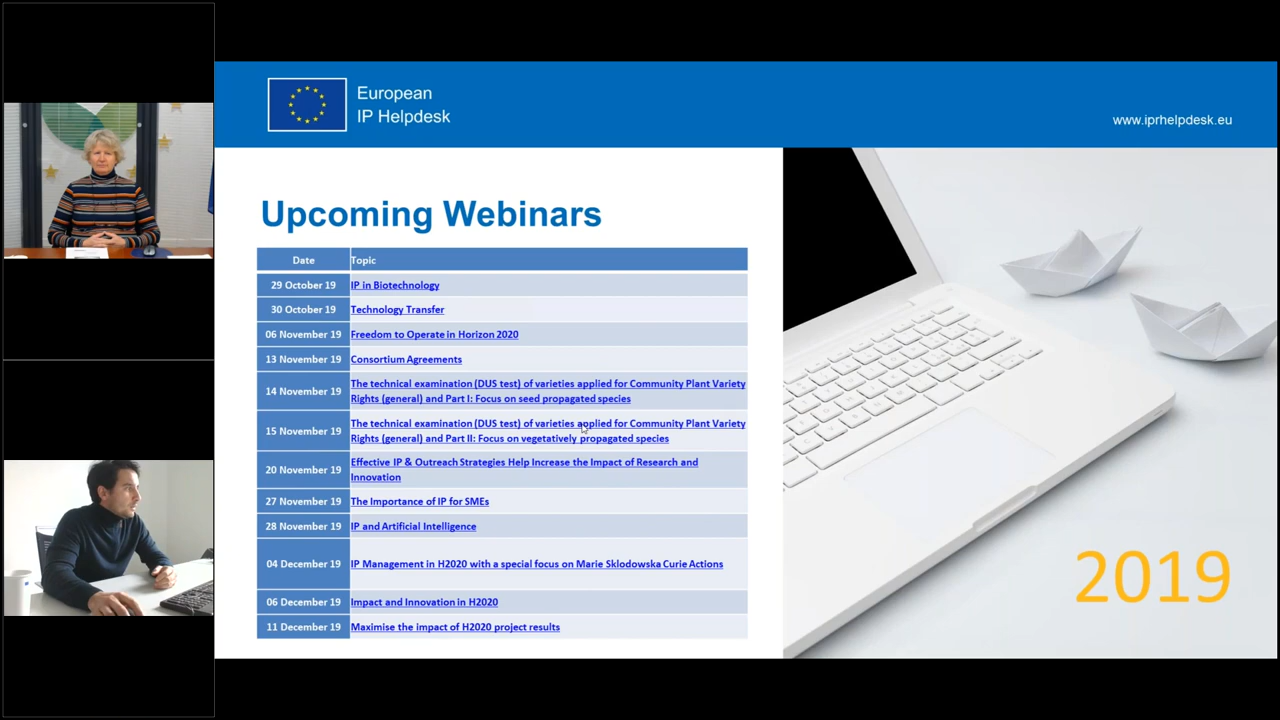 European
IP Helpdesk
www.iprhelpdesk.eu
Upcoming Webinars
Date Topic
29 October 19 IP in Biotechnology
30 October 19 Technology Transfer
06 November 19 Freedom to Operate in Horizon 2020
13 November 19 Consortium Agreements
14 November 19 The technical examination (DUS test) of varieties applied for Community Plant Variety
Rights (general) and Part I: Focus on seed propagated species
15 November 19 The technical examination (DUS test) of varieties applied for Community Plant Variety
Rights (general) and Part II: Focus on vegetatively propagated species
20 November 19 Effective IP & Outreach Strategies Help Increase the Impact of Research and
Innovation
27 November 19 The Importance of IP for SMEs
28 November 19 IP and Artificial Intelligence
04 December 19 IP Management in H2020 with a special focus on Marie Sklodowska Curie Actions
06 December 19 Impact and Innovation in H2020
11 December 19 Maximise the impact of H2020 project results
2019